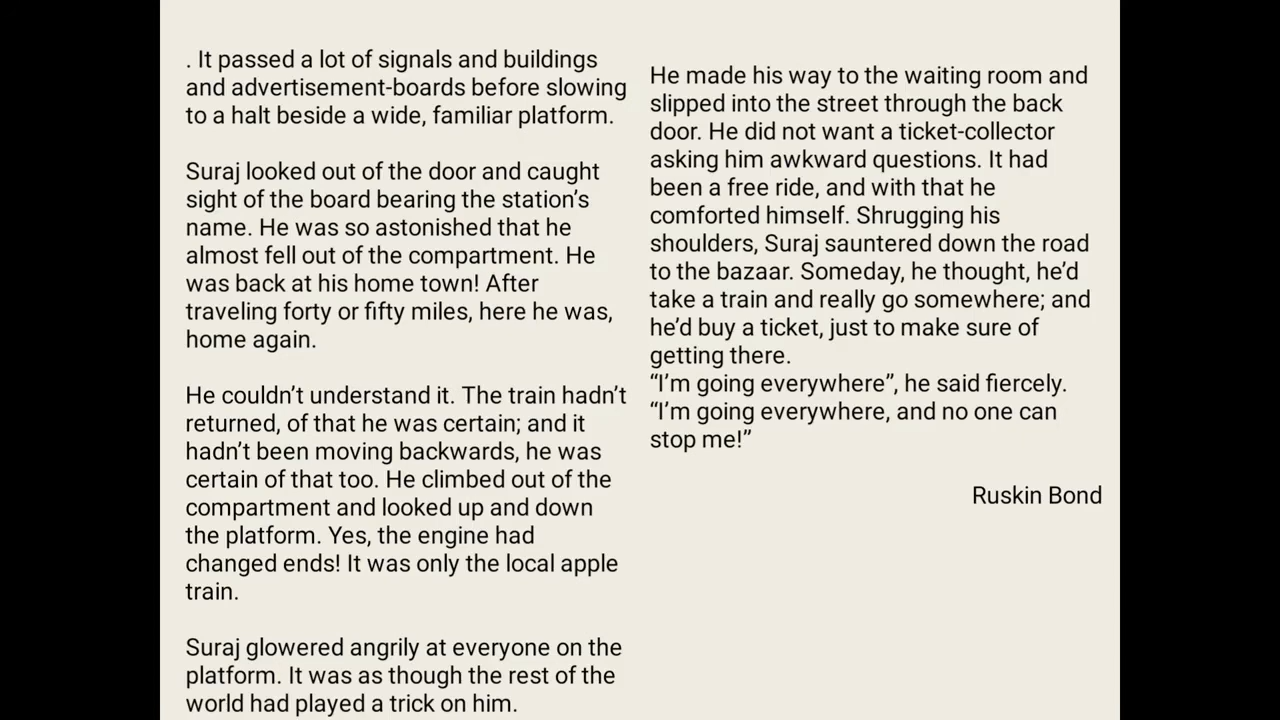 . It passed a lot of signals and buildings
and advertisement-boards before slowing
to a halt beside a wide, familiar platform.
Suraj looked out of the door and caught
sight of the board bearing the station’s
name. He was so astonished that he
almost fell out of the compartment. He
was back at his home town! After
traveling forty or fifty miles, here he was,
home again.
He couldn’t understand it. The train hadn’t
returned, of that he was certain; and it
hadn’t been moving backwards, he was
certain of that too. He climbed out of the
compartment and looked up and down
the platform. Yes, the engine had
changed ends! It was only the local apple
train.
Suraj glowered angrily at everyone on the
platform. It was as though the rest of the
world had played a trick on him.
He made his way to the waiting room and
slipped into the street through the back
door. He did not want a ticket-collector
asking him awkward questions. It had
been a free ride, and with that he
comforted himself. Shrugging his
shoulders, Suraj sauntered down the road
to the bazaar. Someday, he thought, he’d
take a train and really go somewhere; and
he’d buy a ticket, just to make sure of
getting there.
“I’m going everywhere”, he said fiercely.
“I’m going everywhere, and no one can
stop me!”
Ruskin Bond